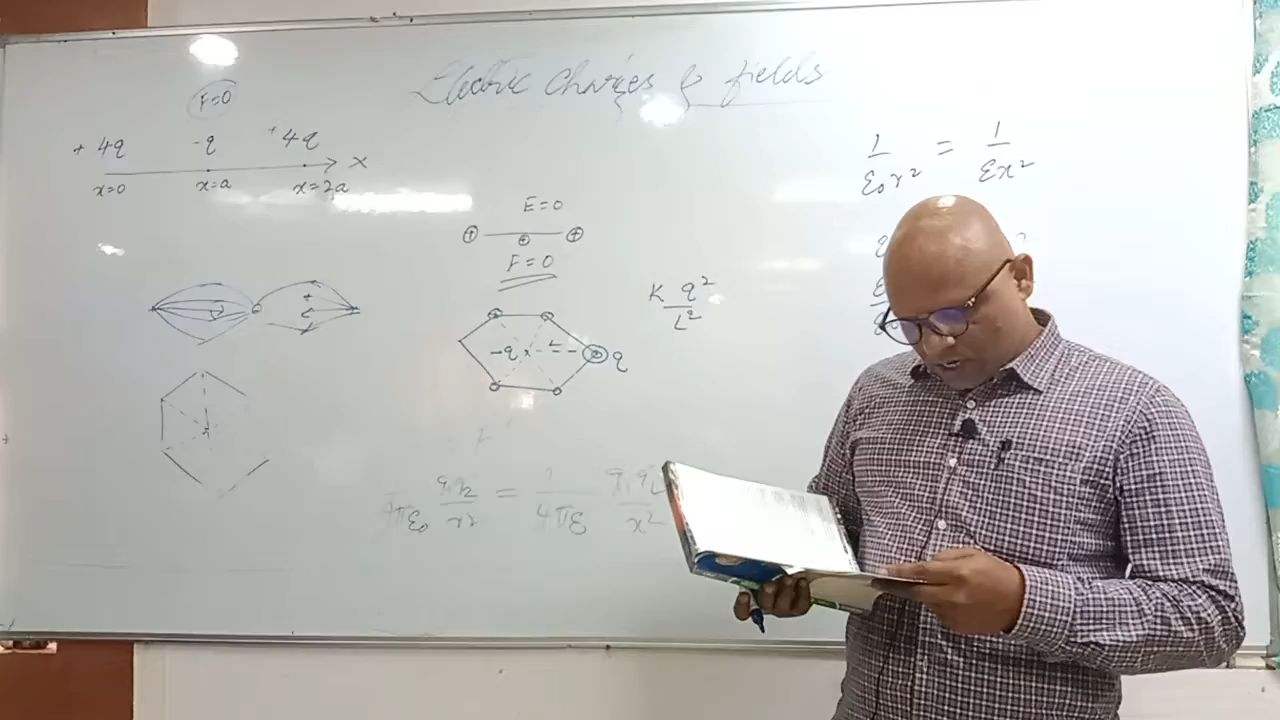 Electric Charges & fields
F=0
+4q -q +4q
x=0 x=a x=2a X
E=0
+ + +
F=0
K q²/L²
-q L q
4πε₀ q₁q₂/r² = 1/4πε q₁q₂/x²
1/ε₀r² = 1/εx²